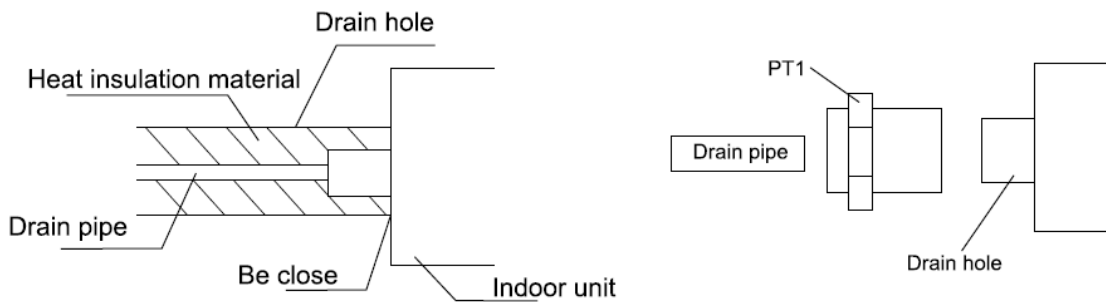 Drain hole
Heat insulation material
Drain pipe
Be close
Indoor unit
PT1
Drain pipe
Drain hole